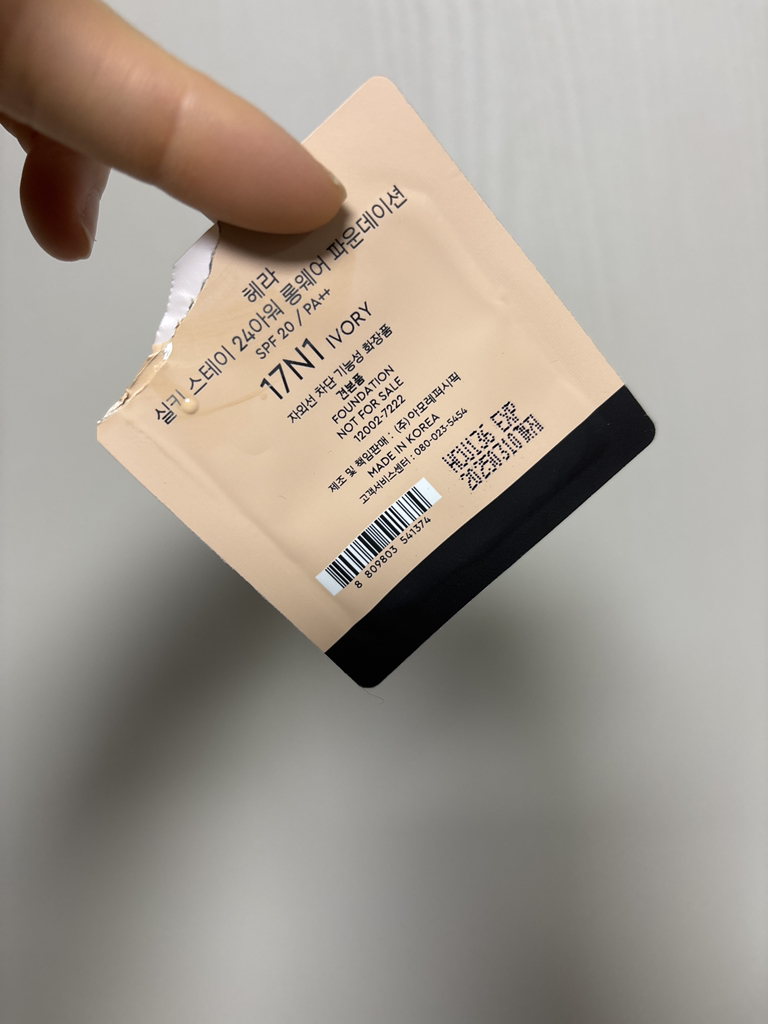 헤라
실키 스테이 24아워 롱웨어 파운데이션
SPF 20 / PA++
17N1 IVORY
자외선 차단 기능성 화장품
견본품
FOUNDATION
NOT FOR SALE
12002-7222
제조 및 책임판매 : (주)아모레퍼시픽
MADE IN KOREA
고객서비스센터 : 080-023-5454
EXP
20250310
8 809803 541374